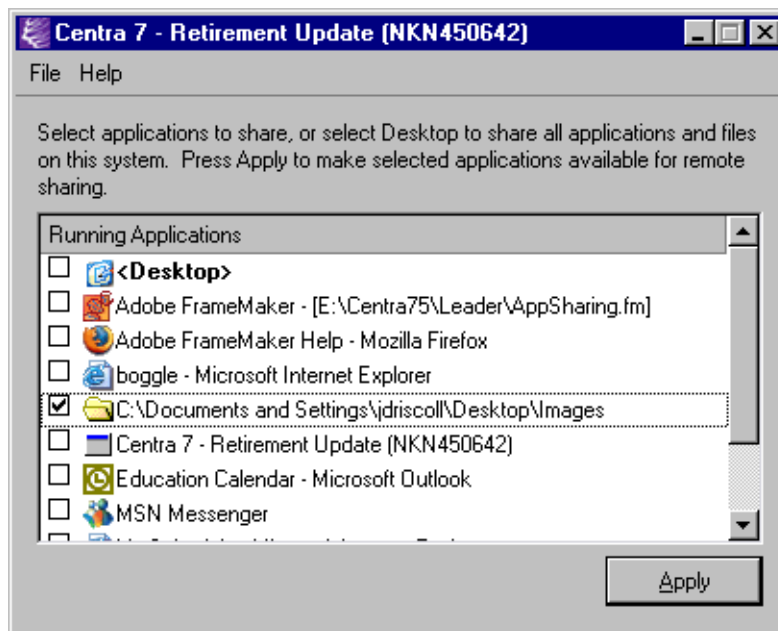 Centra 7 - Retirement Update (NKN450642)
File Help
Select applications to share, or select Desktop to share all applications and files
on this system. Press Apply to make selected applications available for remote
sharing.
Running Applications
<Desktop>
Adobe FrameMaker - [E:\Centra75\Leader\AppSharing.fm]
Adobe FrameMaker Help - Mozilla Firefox
boggle - Microsoft Internet Explorer
C:\Documents and Settings\jdriscoll\Desktop\Images
Centra 7 - Retirement Update (NKN450642)
Education Calendar - Microsoft Outlook
MSN Messenger
Apply